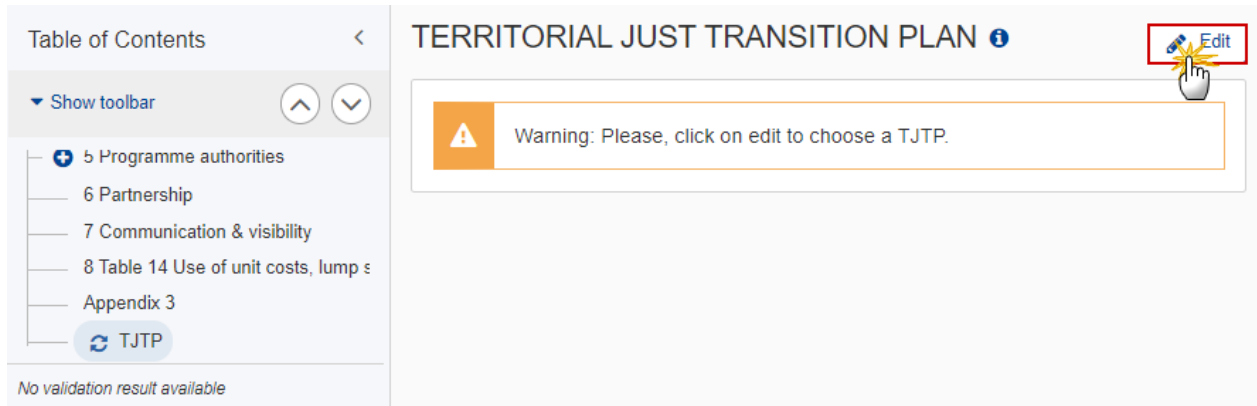 Table of Contents
Show toolbar
5 Programme authorities
6 Partnership
7 Communication & visibility
8 Table 14 Use of unit costs, lump s
Appendix 3
TJTP
No validation result available
TERRITORIAL JUST TRANSITION PLAN
Edit
Warning: Please, click on edit to choose a TJTP.